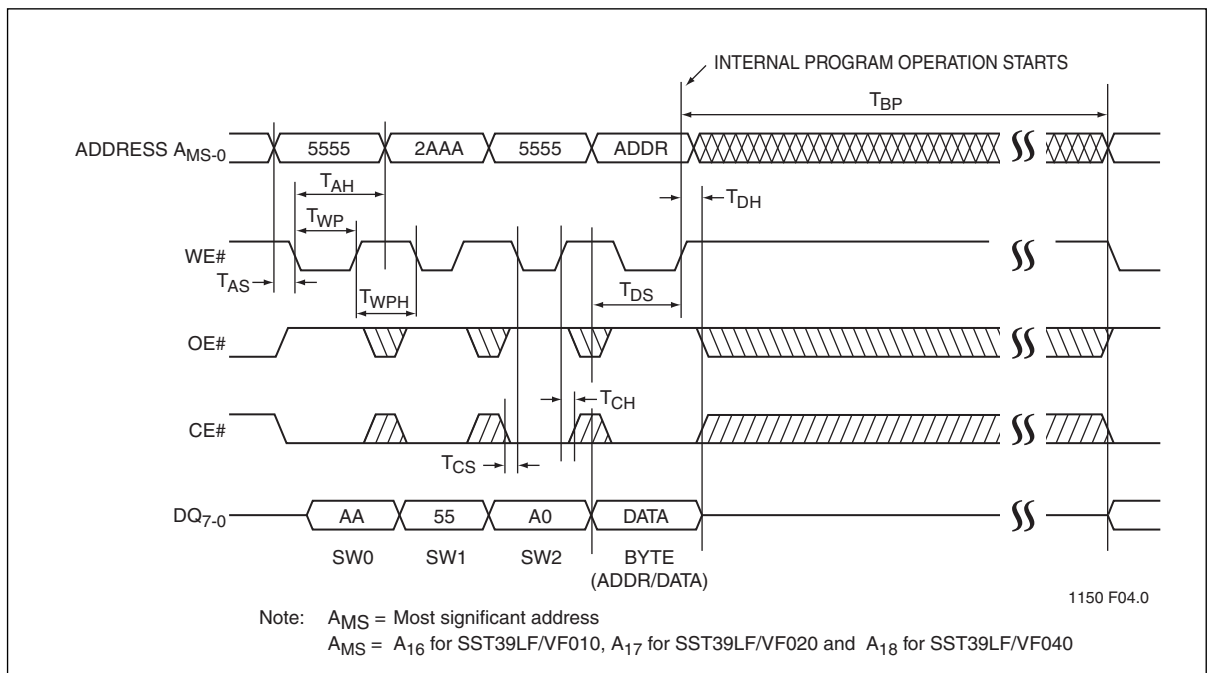 INTERNAL PROGRAM OPERATION STARTS
TBP
ADDRESS AMS-0
5555
2AAA
5555
ADDR
TAH
TDH
TWP
WE#
TAS
TWPH
TDS
OE#
TCH
CE#
TCS
DQ7-0
AA
55
A0
DATA
SW0
SW1
SW2
BYTE
(ADDR/DATA)
1150 F04.0
Note: AMS = Most significant address
AMS = A16 for SST39LF/VF010, A17 for SST39LF/VF020 and A18 for SST39LF/VF040